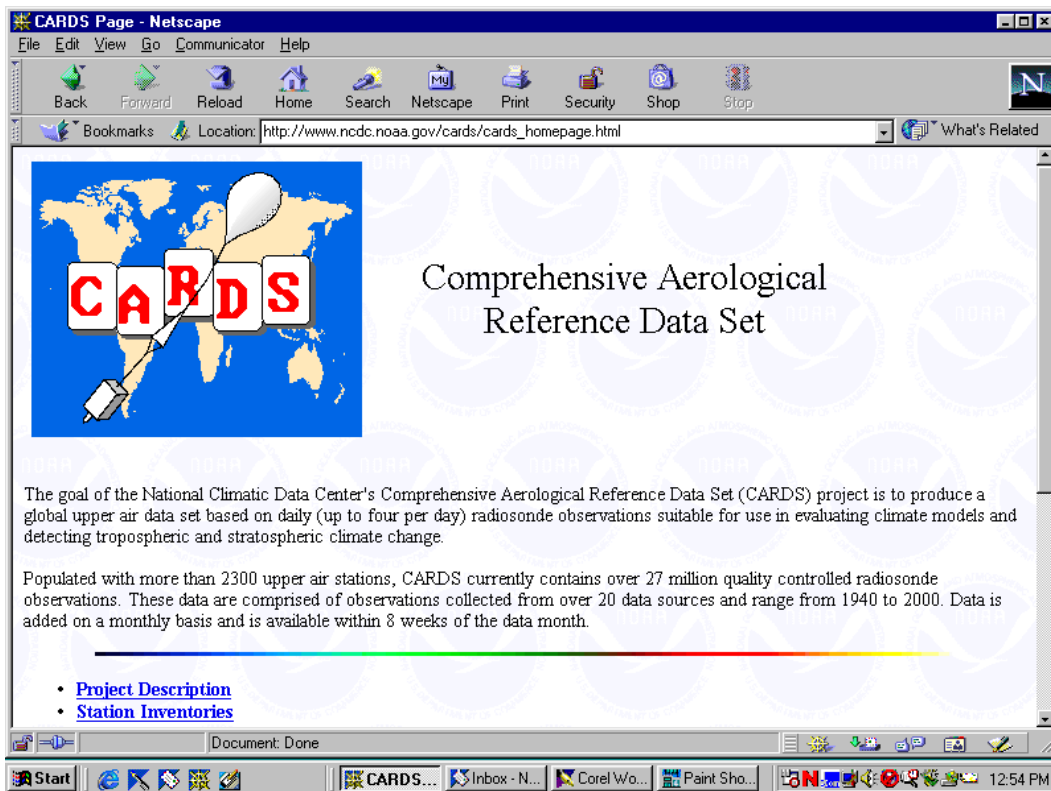 CARDS Page - Netscape
File Edit View Go Communicator Help
My
N
Back Forward Reload Home Search Netscape Print Security Shop Stop
Bookmarks Location: http://www.ncdc.noaa.gov/cards/cards_homepage.html What's Related
CARDS
Comprehensive Aerological
Reference Data Set
The goal of the National Climatic Data Center's Comprehensive Aerological Reference Data Set (CARDS) project is to produce a
global upper air data set based on daily (up to four per day) radiosonde observations suitable for use in evaluating climate models and
detecting tropospheric and stratospheric climate change.
Populated with more than 2300 upper air stations, CARDS currently contains over 27 million quality controlled radiosonde
observations. These data are comprised of observations collected from over 20 data sources and range from 1940 to 2000. Data is
added on a monthly basis and is available within 8 weeks of the data month.
• Project Description
• Station Inventories
Document: Done
Start CARDS... Inbox - N... Corel Wo... Paint Sho... N 12:54 PM